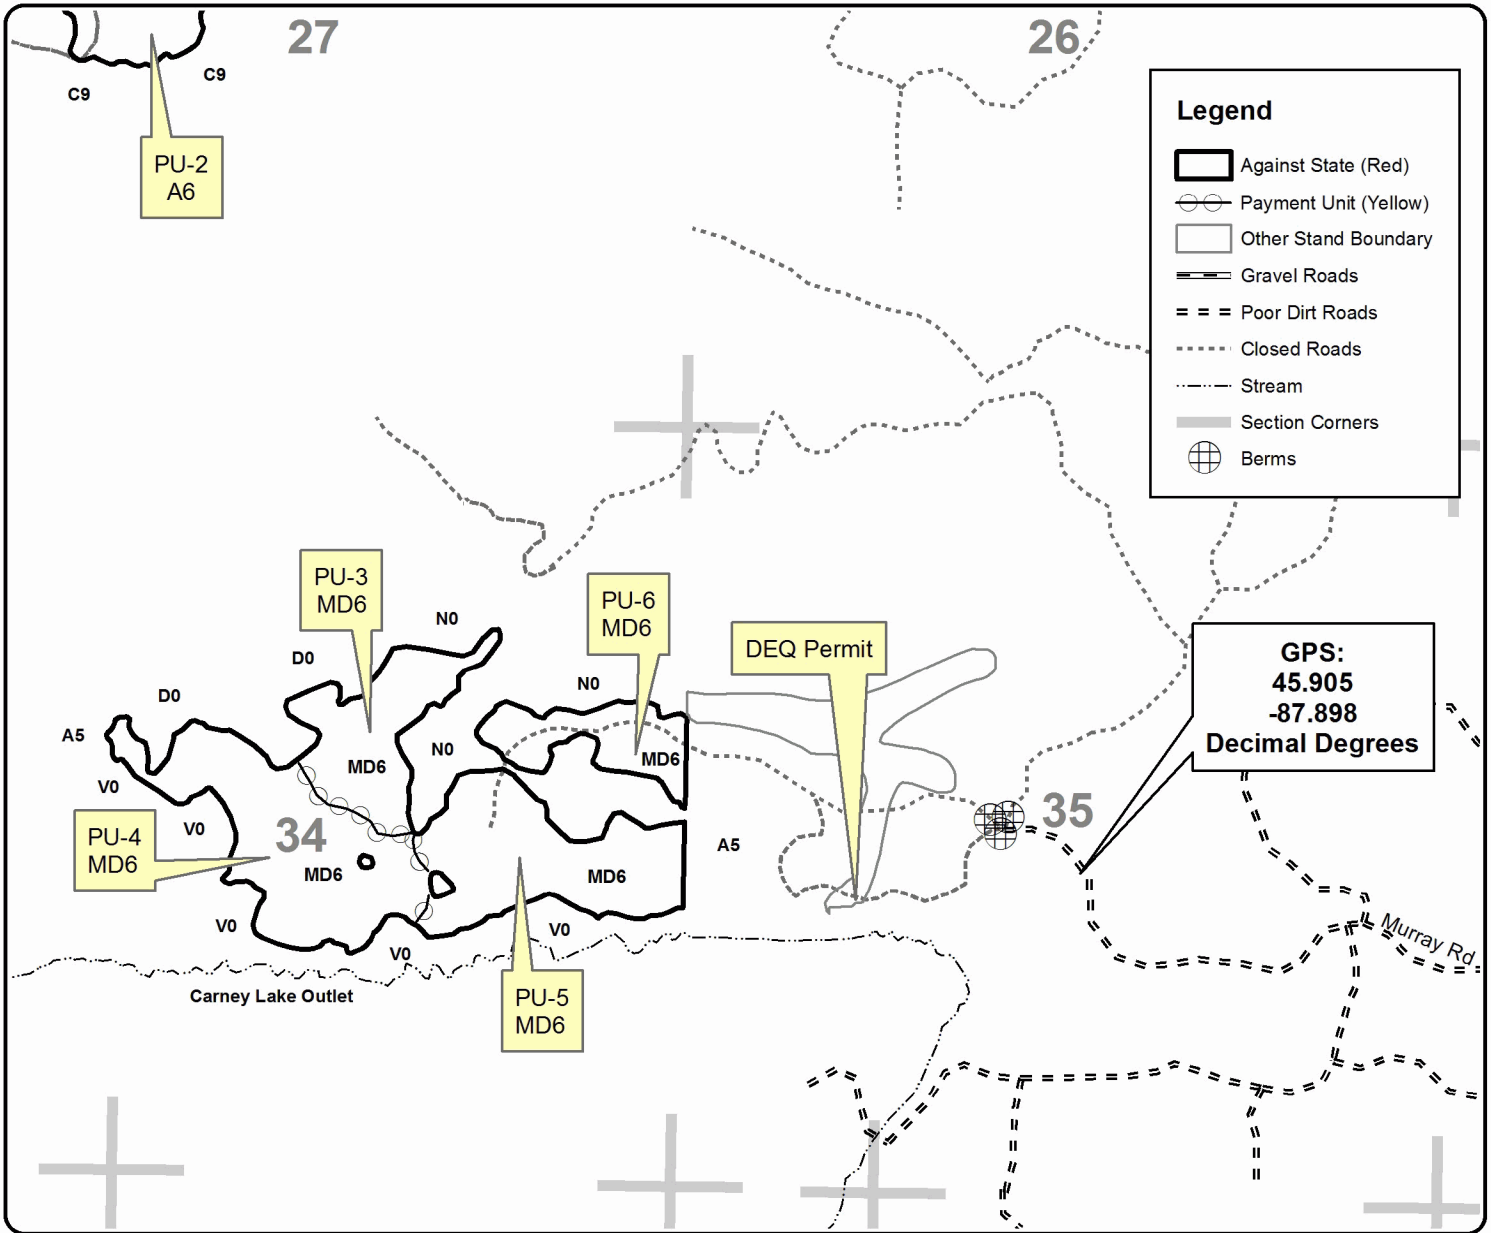 27
26
C9
C9
PU-2
A6
Legend
Against State (Red)
Payment Unit (Yellow)
Other Stand Boundary
Gravel Roads
Poor Dirt Roads
Closed Roads
Stream
Section Corners
Berms
PU-3
MD6
N0
PU-6
MD6
DEQ Permit
D0
N0
D0
A5
GPS:
45.905
-87.898
Decimal Degrees
N0
MD6
MD6
V0
V0
PU-4
MD6
34
35
A5
MD6
MD6
V0
V0
V0
Murray Rd
Carney Lake Outlet
PU-5
MD6